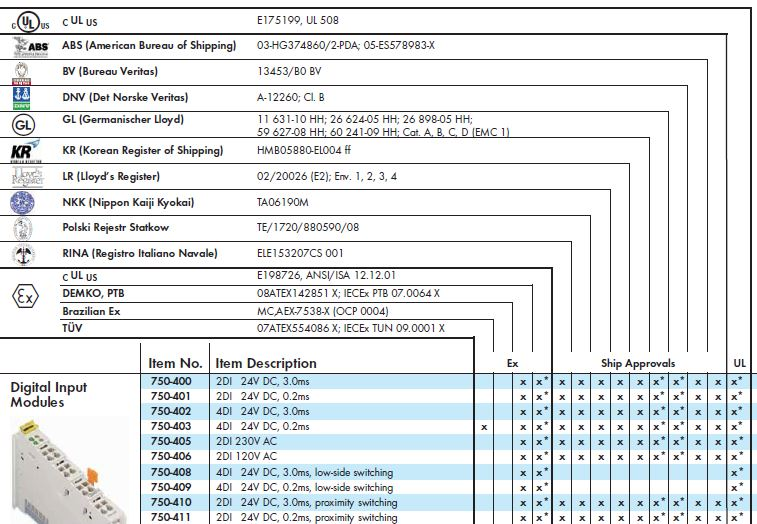 c UL us E175199, UL 508
ABS ABS (American Bureau of Shipping) 03-HG374860/2-PDA; 05-ES578983-X
BV (Bureau Veritas) 13453/B0 BV
DNV (Det Norske Veritas) A-12260; Cl. B
GL GL (Germanischer Lloyd) 11 631-10 HH; 26 624-05 HH; 26 898-05 HH;
59 627-08 HH; 60 241-09 HH; Cat. A, B, C, D (EMC 1)
KR KR (Korean Register of Shipping) HMB05880-EL004 ff
Lloyd's Register LR (Lloyd's Register) 02/20026 (E2); Env. 1, 2, 3, 4
NKK (Nippon Kaiji Kyokai) TA06190M
Polski Rejestr Statkow TE/1720/880590/08
RINA (Registro Italiano Navale) ELE153207CS 001
c UL us E198726, ANSI/ISA 12.12.01
Ex DEMKO, PTB 08ATEX142851 X; IECEx PTB 07.0064 X
Brazilian Ex MC,AEX-7538-X (OCP 0004)
TÜV 07ATEX554086 X; IECEx TUN 09.0001 X
Item No. Item Description Ex Ship Approvals UL
Digital Input
Modules
750-400 2DI 24V DC, 3.0ms x x* x x x x x x* x* x x x*
750-401 2DI 24V DC, 0.2ms x x* x x x x x x* x* x x x*
750-402 4DI 24V DC, 3.0ms x x* x x x x x x* x* x x x*
750-403 4DI 24V DC, 0.2ms x x x* x x x x x x* x* x x x*
750-405 2DI 230V AC x x* x x x x x x* x* x x x*
750-406 2DI 120V AC x x* x x x x x x* x* x x x*
750-408 4DI 24V DC, 3.0ms, low-side switching x x* x*
750-409 4DI 24V DC, 0.2ms, low-side switching x x* x*
750-410 2DI 24V DC, 3.0ms, proximity switching x x* x x x x x x* x* x x x*
750-411 2DI 24V DC, 0.2ms, proximity switching x x* x x x x x x* x* x x x*